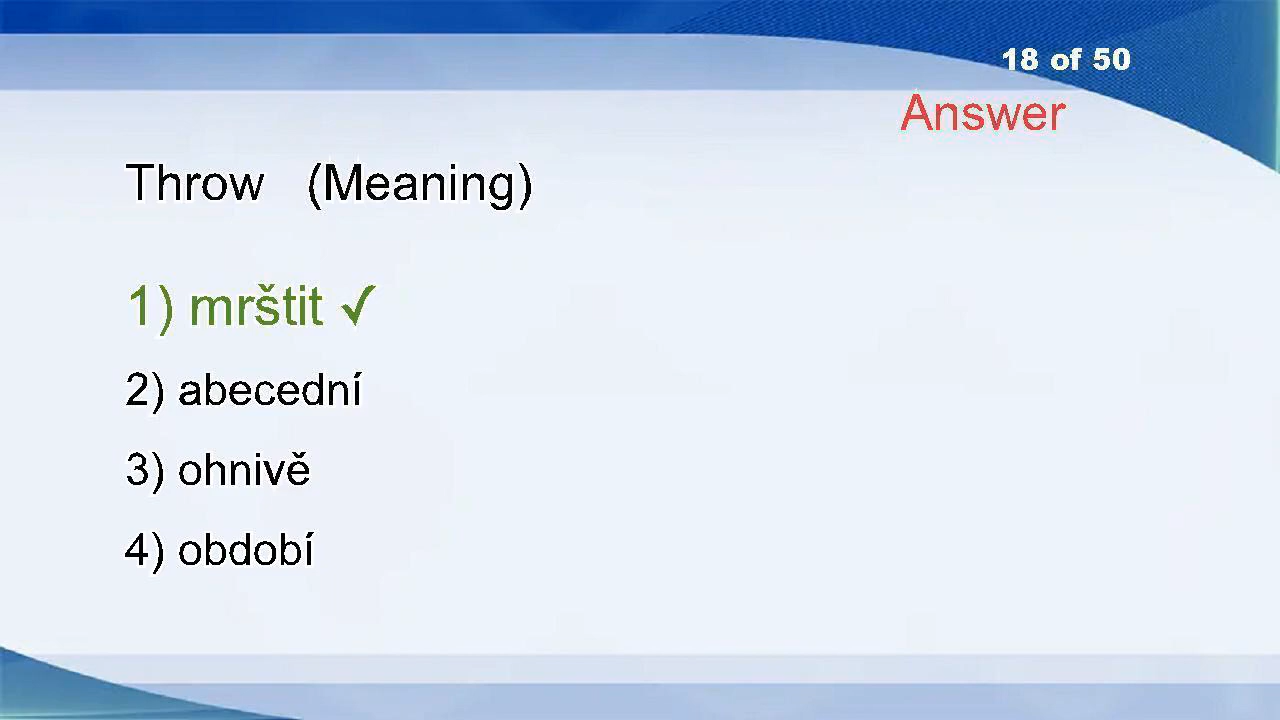 18 of 50
Answer
Throw (Meaning)
1) mrštit ✓
2) abecední
3) ohnivě
4) období